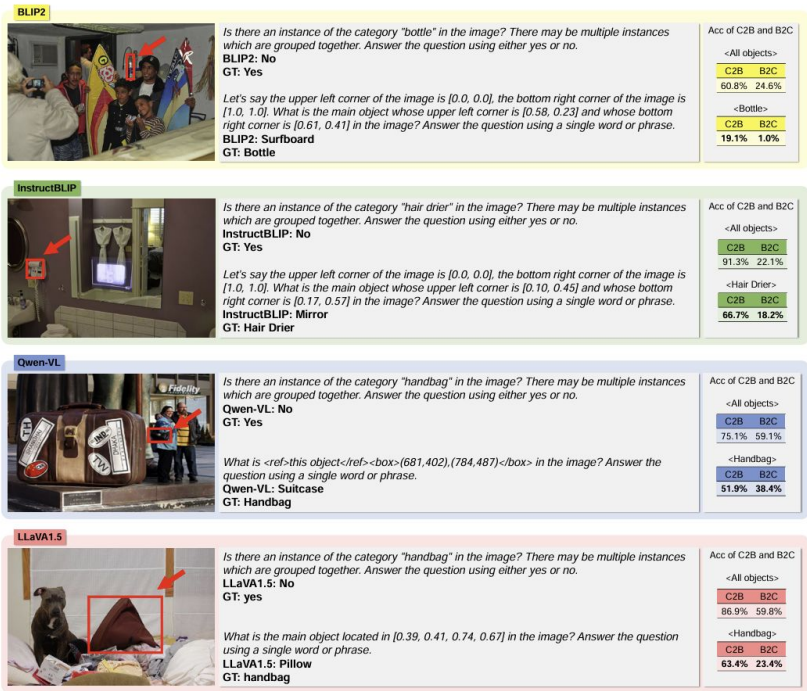 BLIP2
Is there an instance of the category "bottle" in the image? There may be multiple instances
which are grouped together. Answer the question using either yes or no.
BLIP2: No
GT: Yes
Let's say the upper left corner of the image is [0.0, 0.0], the bottom right corner of the image is
[1.0, 1.0]. What is the main object whose upper left corner is [0.58, 0.23] and whose bottom
right corner is [0.61, 0.41] in the image? Answer the question using a single word or phrase.
BLIP2: Surfboard
GT: Bottle
Acc of C2B and B2C
<All objects>
C2B B2C
60.8% 24.6%
<Bottle>
C2B B2C
19.1% 1.0%
InstructBLIP
Is there an instance of the category "hair drier" in the image? There may be multiple instances
which are grouped together. Answer the question using either yes or no.
InstructBLIP: No
GT: Yes
Let's say the upper left corner of the image is [0.0, 0.0], the bottom right corner of the image is
[1.0, 1.0]. What is the main object whose upper left corner is [0.10, 0.45] and whose bottom
right corner is [0.17, 0.57] in the image? Answer the question using a single word or phrase.
InstructBLIP: Mirror
GT: Hair Drier
Acc of C2B and B2C
<All objects>
C2B B2C
91.3% 22.1%
<Hair Drier>
C2B B2C
66.7% 18.2%
Qwen-VL
Fidelity
TH
IND
DHAKA
TW
Is there an instance of the category "handbag" in the image? There may be multiple instances
which are grouped together. Answer the question using either yes or no.
Qwen-VL: No
GT: Yes
What is <ref>this object</ref><box>(681,402),(784,487)</box> in the image? Answer the
question using a single word or phrase.
Qwen-VL: Suitcase
GT: Handbag
Acc of C2B and B2C
<All objects>
C2B B2C
75.1% 59.1%
<Handbag>
C2B B2C
51.9% 38.4%
LLaVA1.5
Is there an instance of the category "handbag" in the image? There may be multiple instances
which are grouped together. Answer the question using either yes or no.
LLaVA1.5: No
GT: yes
What is the main object located in [0.39, 0.41, 0.74, 0.67] in the image? Answer the question
using a single word or phrase.
LLaVA1.5: Pillow
GT: handbag
Acc of C2B and B2C
<All objects>
C2B B2C
86.9% 59.8%
<Handbag>
C2B B2C
63.4% 23.4%